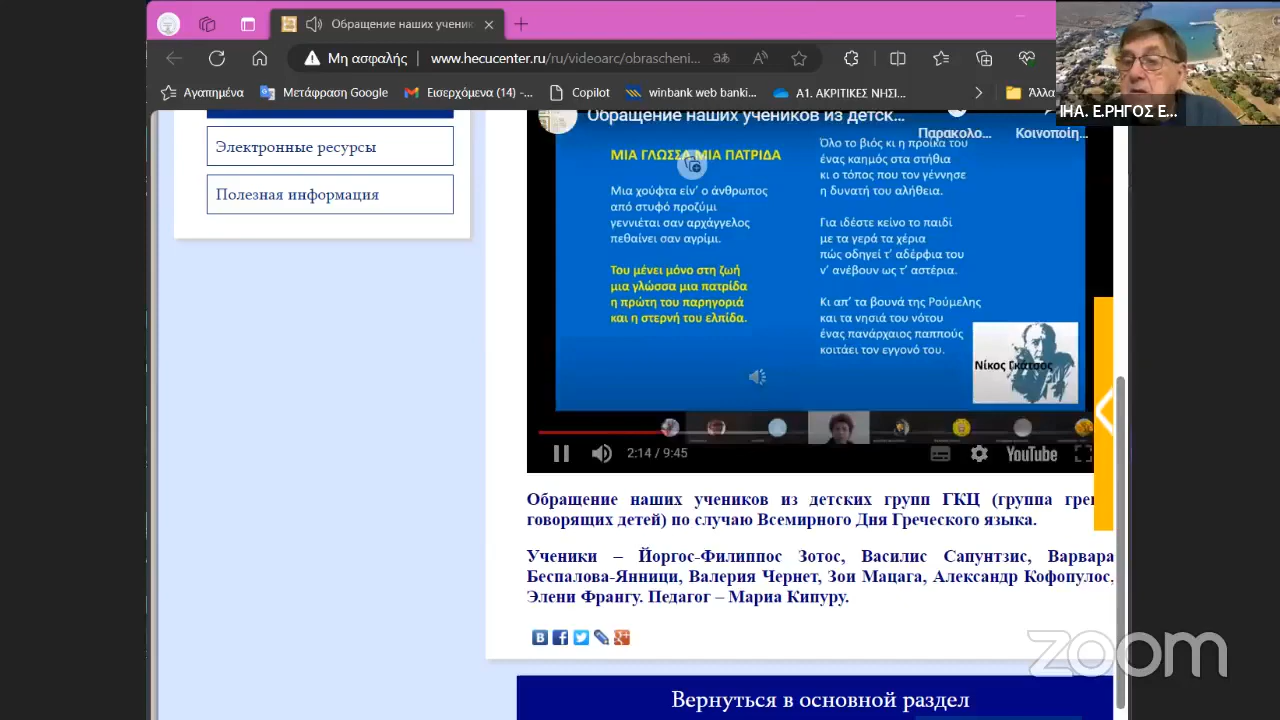 Обращение наших ученик
Μη ασφαλής
www.hecucenter.ru/ru/videoarc/obrascheni...
Αγαπημένα
Μετάφραση Google
Εισερχόμενα (14) -...
Copilot
winbank web banki...
Α1. ΑΚΡΙΤΙΚΕΣ ΝΗΣΙ...
Άλλα
ΙΗΑ. Ε.ΡΗΓΟΣ Ε...
Электронные ресурсы
Полезная информация
Обращение наших учеников из детск...
Παρακολο...
Κοινοποίη...
ΜΙΑ ΓΛΩΣΣΑ ΜΙΑ ΠΑΤΡΙΔΑ
Μια χούφτα είν' ο άνθρωπος
από στυφό προζύμι
γεννιέται σαν αρχάγγελος
πεθαίνει σαν αγρίμι.
Του μένει μόνο στη ζωή
μια γλώσσα μια πατρίδα
η πρώτη του παρηγοριά
και η στερνή του ελπίδα.
Όλο το βιός κι η προίκα του
ένας καημός στα στήθια
κι ο τόπος που τον γέννησε
η δυνατή του αλήθεια.
Για ιδέστε κείνο το παιδί
με τα γερά τα χέρια
πώς οδηγεί τ' αδέρφια του
ν' ανέβουν ως τ' αστέρια.
Κι απ' τα βουνά της Ρούμελης
και τα νησιά του νότου
ένας πανάρχαιος παππούς
κοιτάει τον εγγονό του.
Νίκος Γκάτσος
2:14 / 9:45
YouTube
Обращение наших учеников из детских групп ГКЦ (группа грек
говорящих детей) по случаю Всемирного Дня Греческого языка.
Ученики – Йоргос-Филиппос Зотос, Василис Сапунтзис, Варвара
Беспалова-Янници, Валерия Чернет, Зои Мацага, Александр Кофопулос,
Элени Франгу. Педагог – Мариа Кипуру.
zoom
Вернуться в основной раздел